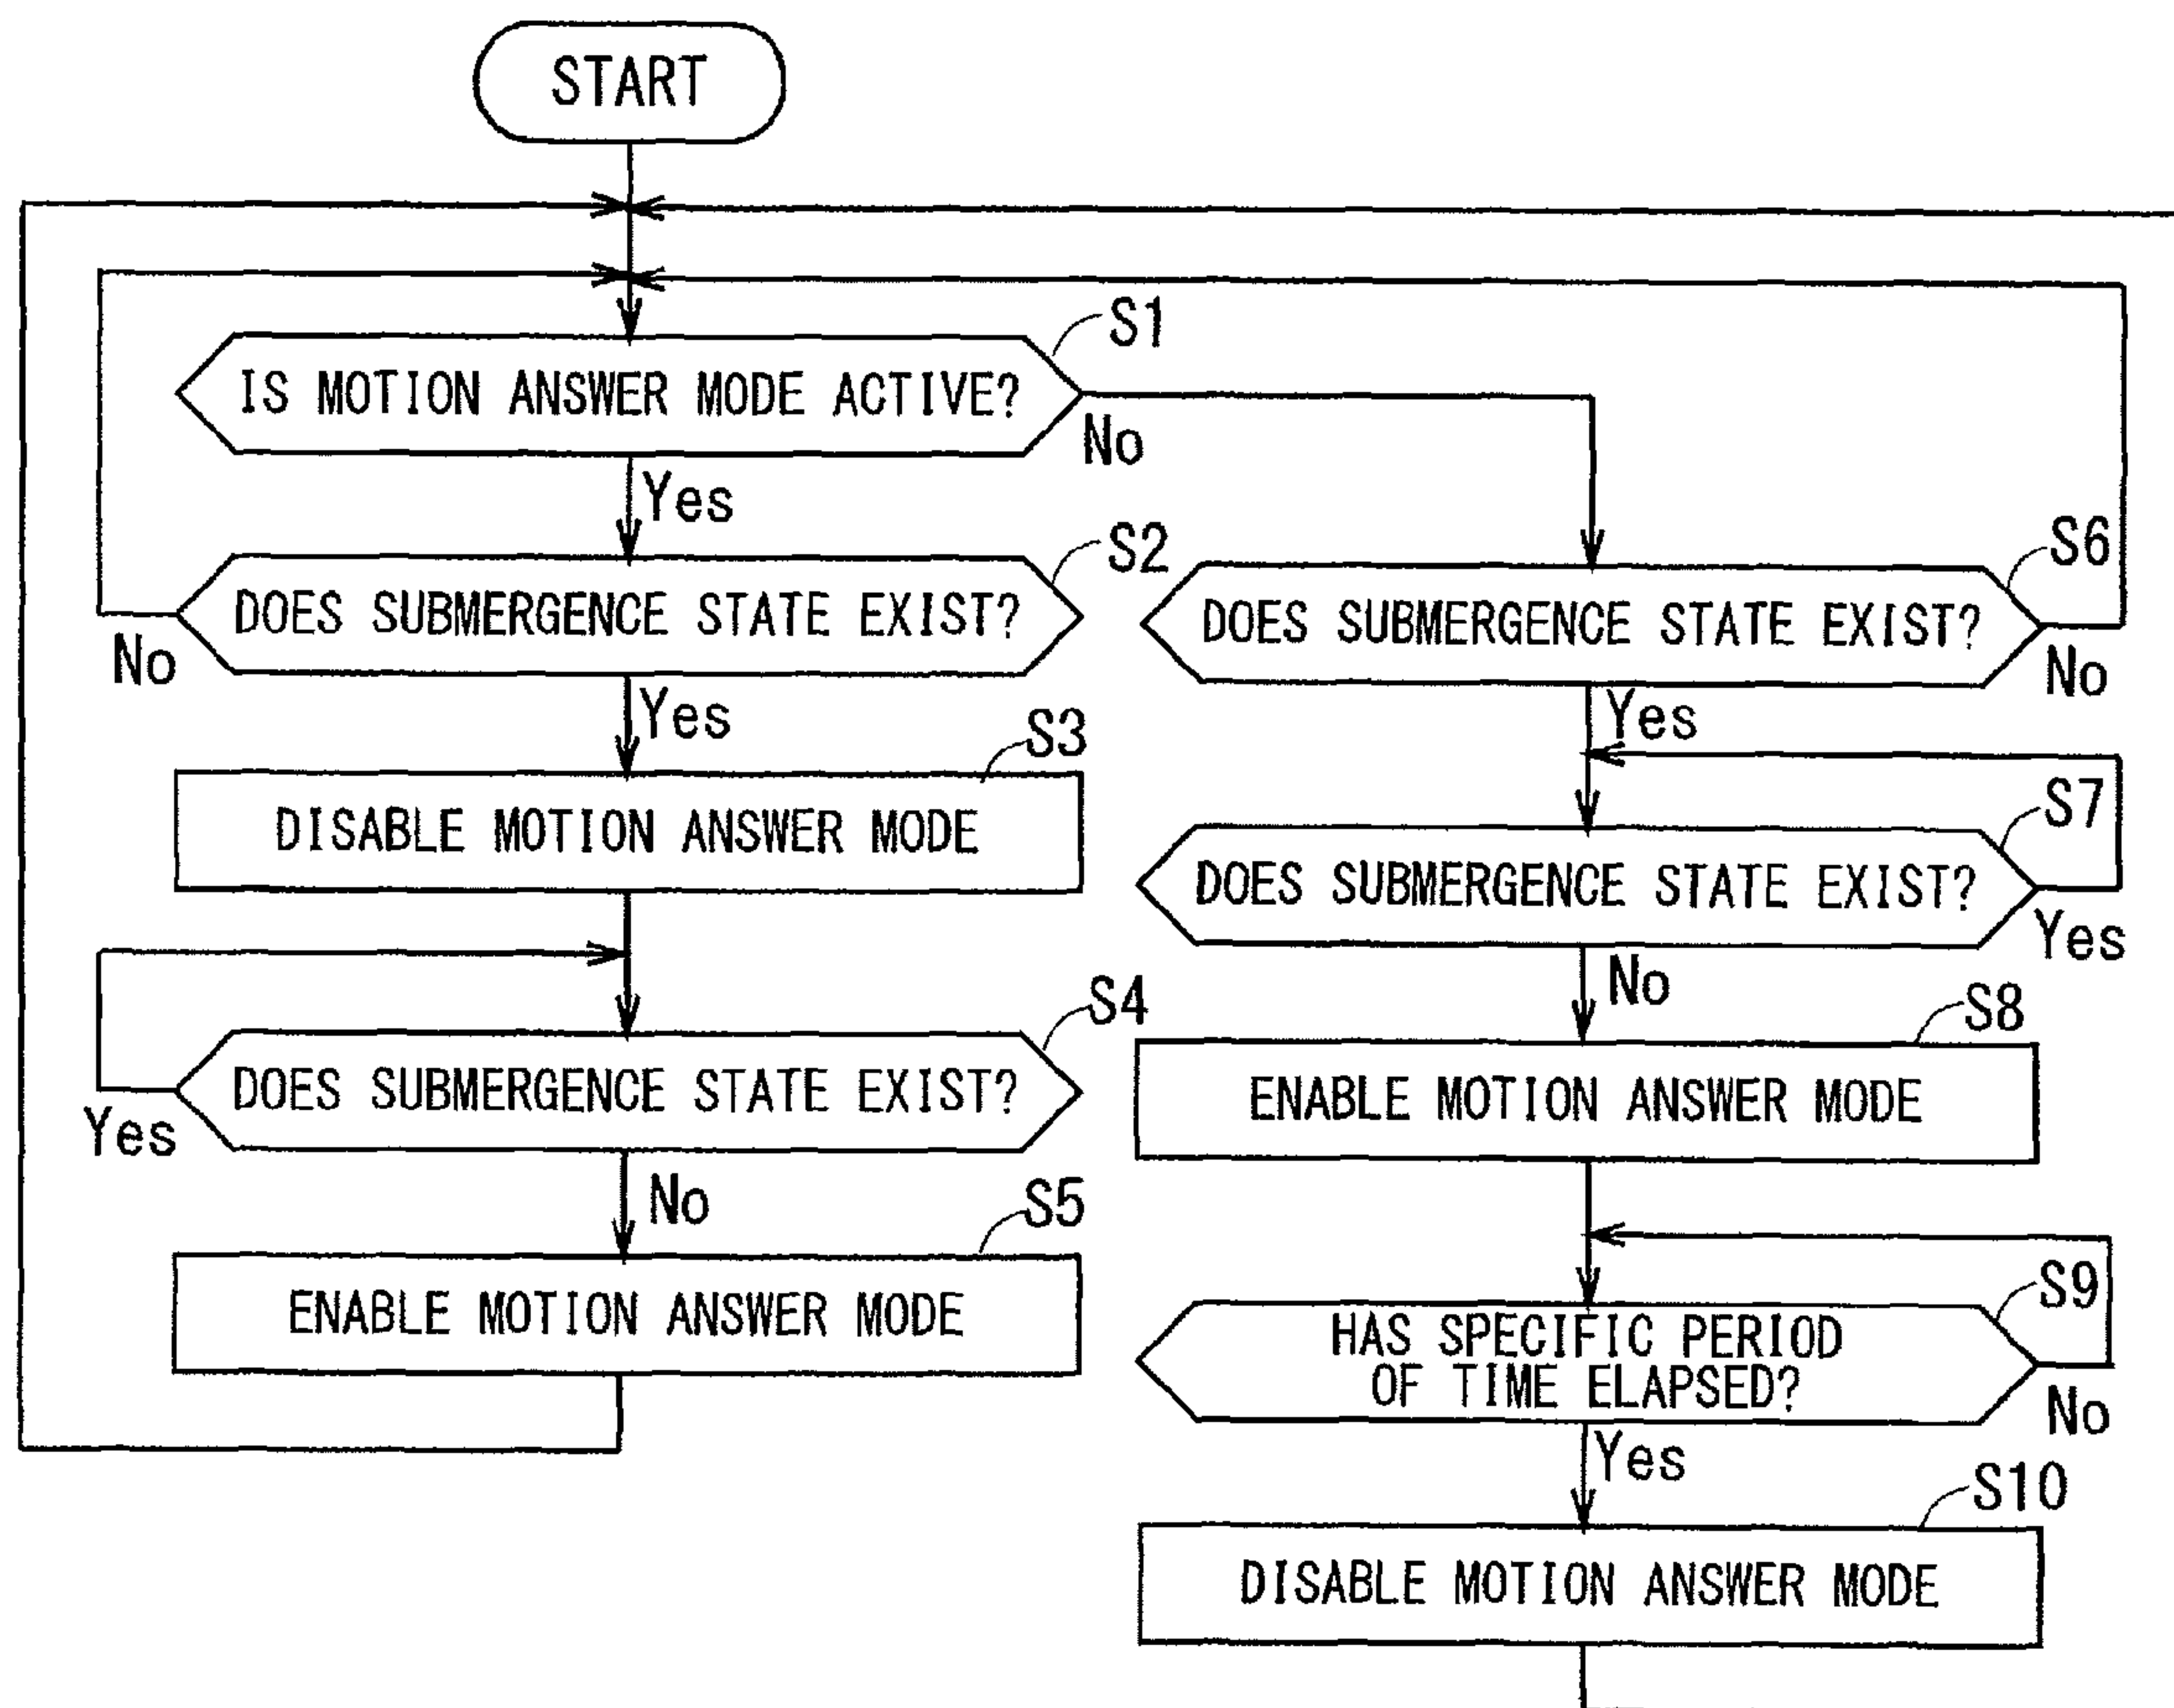 START
S1
IS MOTION ANSWER MODE ACTIVE?
No
Yes
S2
DOES SUBMERGENCE STATE EXIST?
No
Yes
S3
DISABLE MOTION ANSWER MODE
S4
DOES SUBMERGENCE STATE EXIST?
Yes
No
S5
ENABLE MOTION ANSWER MODE
S6
DOES SUBMERGENCE STATE EXIST?
No
Yes
S7
DOES SUBMERGENCE STATE EXIST?
Yes
No
S8
ENABLE MOTION ANSWER MODE
S9
HAS SPECIFIC PERIOD
OF TIME ELAPSED?
No
Yes
S10
DISABLE MOTION ANSWER MODE